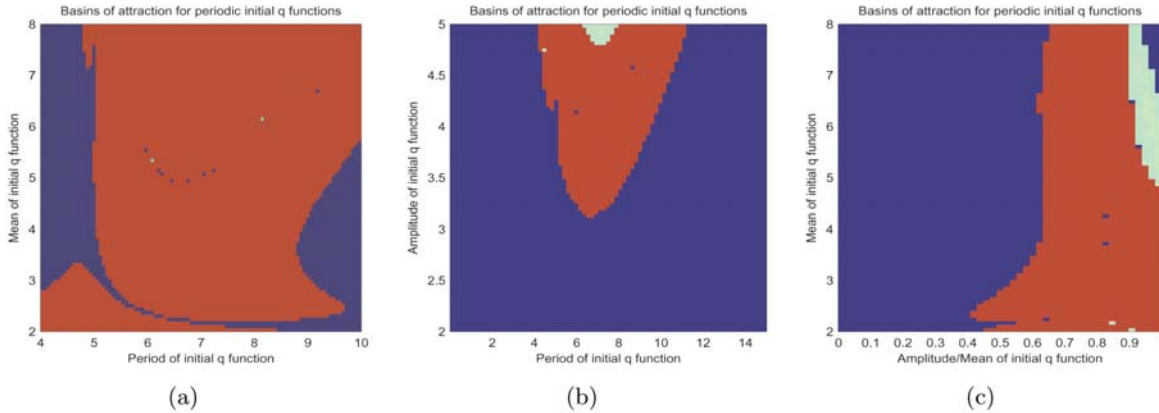 Basins of attraction for periodic initial q functions
8
7
6
5
4
3
2
Mean of initial q function
4 5 6 7 8 9 10
Period of initial q function
(a)
Basins of attraction for periodic initial q functions
5
4.5
4
3.5
3
2.5
2
Amplitude of initial q function
2 4 6 8 10 12 14
Period of initial q function
(b)
Basins of attraction for periodic initial q functions
8
7
6
5
4
3
2
Mean of initial q function
0 0.1 0.2 0.3 0.4 0.5 0.6 0.7 0.8 0.9
Amplitude/Mean of initial q function
(c)